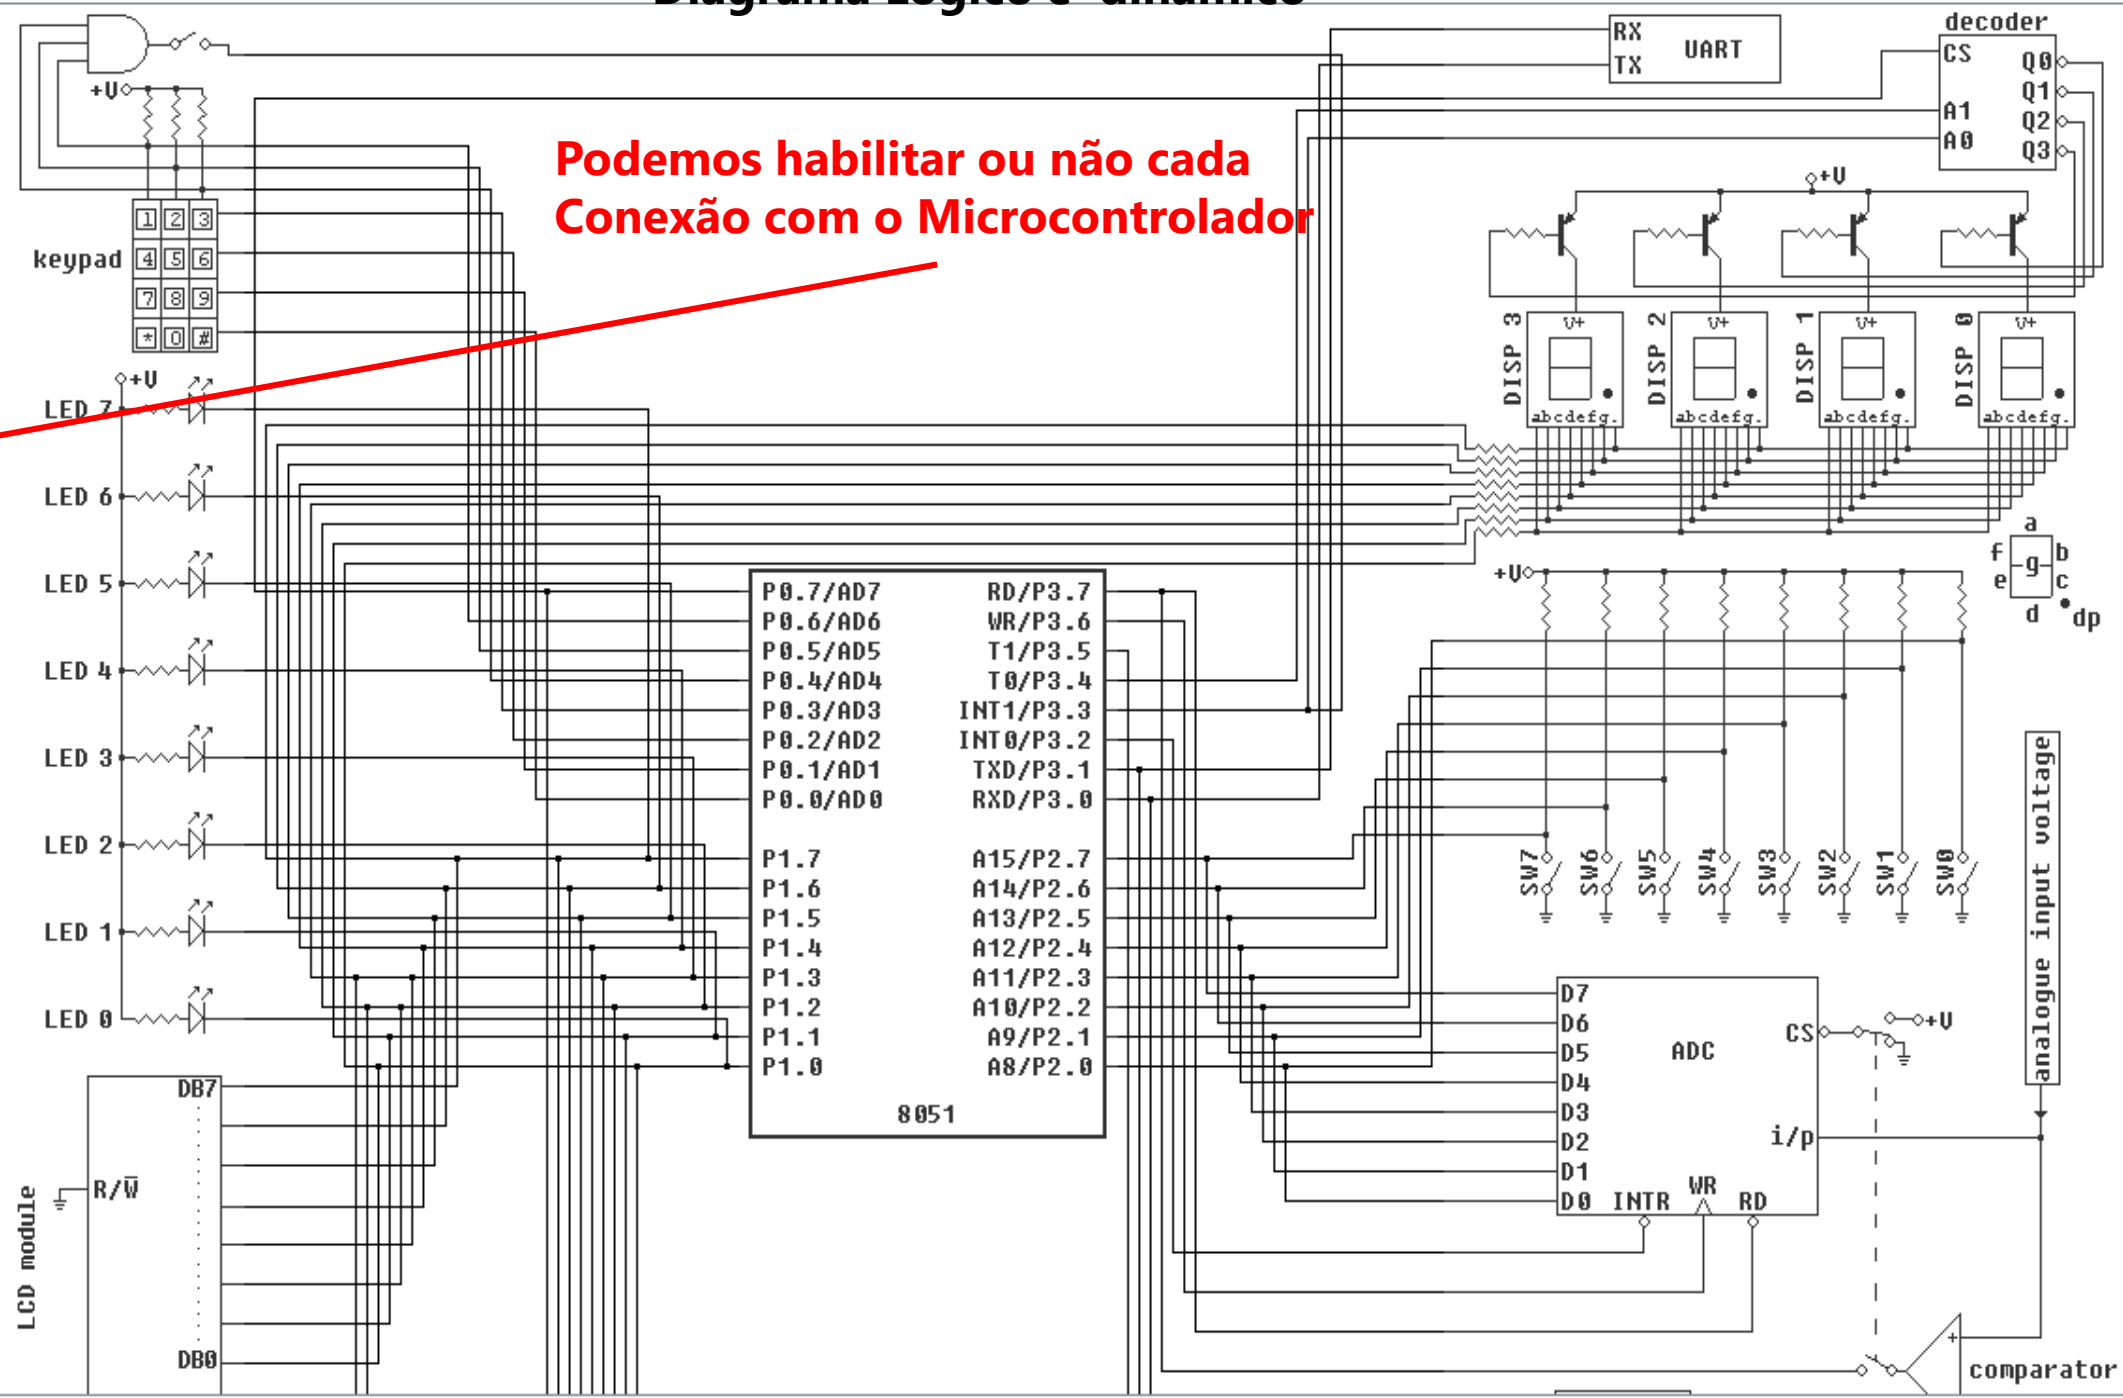 Diagrama Lógico e dinâmico
decoder
RX
TX
UART
CS
A1
A0
Q0
Q1
Q2
Q3
+V
Podemos habilitar ou não cada
Conexão com o Microcontrolador
+V
1 2 3
4 5 6
7 8 9
* 0 #
keypad
DISP 3
V+
abcdefg.
DISP 2
V+
abcdefg.
DISP 1
V+
abcdefg.
DISP 0
V+
abcdefg.
+V
LED 7
LED 6
LED 5
LED 4
LED 3
LED 2
LED 1
LED 0
a
f b
g
e c
d
dp
P0.7/AD7
P0.6/AD6
P0.5/AD5
P0.4/AD4
P0.3/AD3
P0.2/AD2
P0.1/AD1
P0.0/AD0
P1.7
P1.6
P1.5
P1.4
P1.3
P1.2
P1.1
P1.0
RD/P3.7
WR/P3.6
T1/P3.5
T0/P3.4
INT1/P3.3
INT0/P3.2
TXD/P3.1
RXD/P3.0
A15/P2.7
A14/P2.6
A13/P2.5
A12/P2.4
A11/P2.3
A10/P2.2
A9/P2.1
A8/P2.0
8051
+V
SW7
SW6
SW5
SW4
SW3
SW2
SW1
SW0
analogue input voltage
D7
D6
D5
D4
D3
D2
D1
D0
ADC
CS
+V
i/p
INTR
WR
RD
DB7
R/W̅
DB0
LCD module
+
comparator